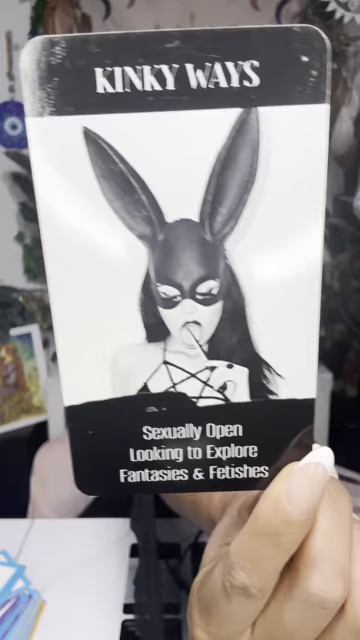 KINKY WAYS
Sexually Open
Looking to Explore
Fantasies & Fetishes